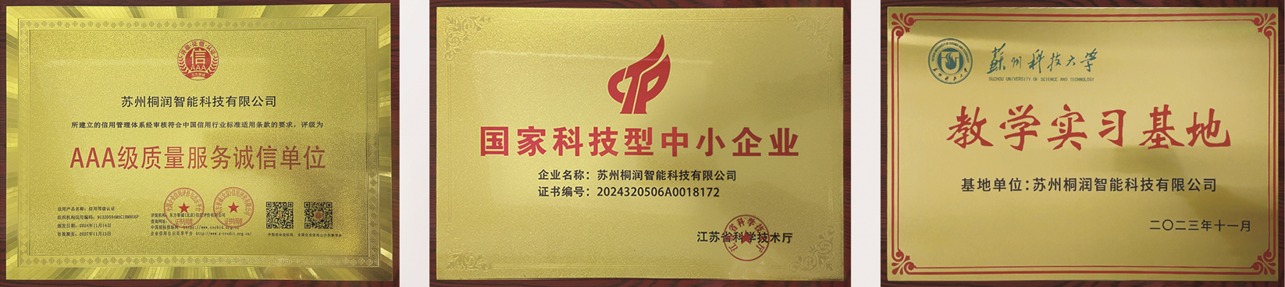 信
AAA
苏州桐润智能科技有限公司
所建立的信用管理体系经审核符合中国信用行业标准适用条款的要求，评级为
AAA级质量服务诚信单位
国家科技型中小企业
企业名称：苏州桐润智能科技有限公司
证书编号：2024320506A0018172
江苏省科学技术厅
蘇州科技大学
SUZHOU UNIVERSITY OF SCIENCE AND TECHNOLOGY
教学实习基地
基地单位：苏州桐润智能科技有限公司
二〇二三年十一月